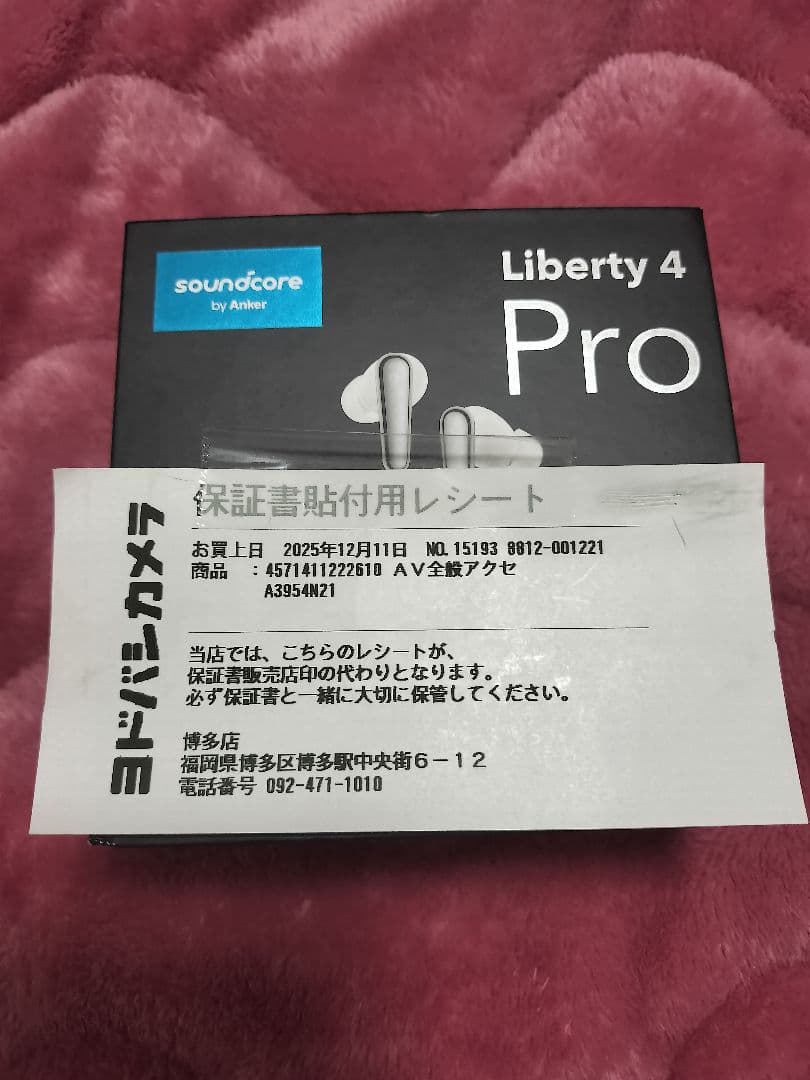 soundcore
by Anker
Liberty 4
Pro
保証書貼付用レシート
ヨドバシカメラ
お買上日 2025年12月11日 NO.15193 8812-001221
商品 :4571411222610 AV全般アクセ
A3954N21
当店では、こちらのレシートが、
保証書販売店印の代わりとなります。
必ず保証書と一緒に大切に保管してください。
博多店
福岡県博多区博多駅中央街6-12
電話番号 092-471-1010